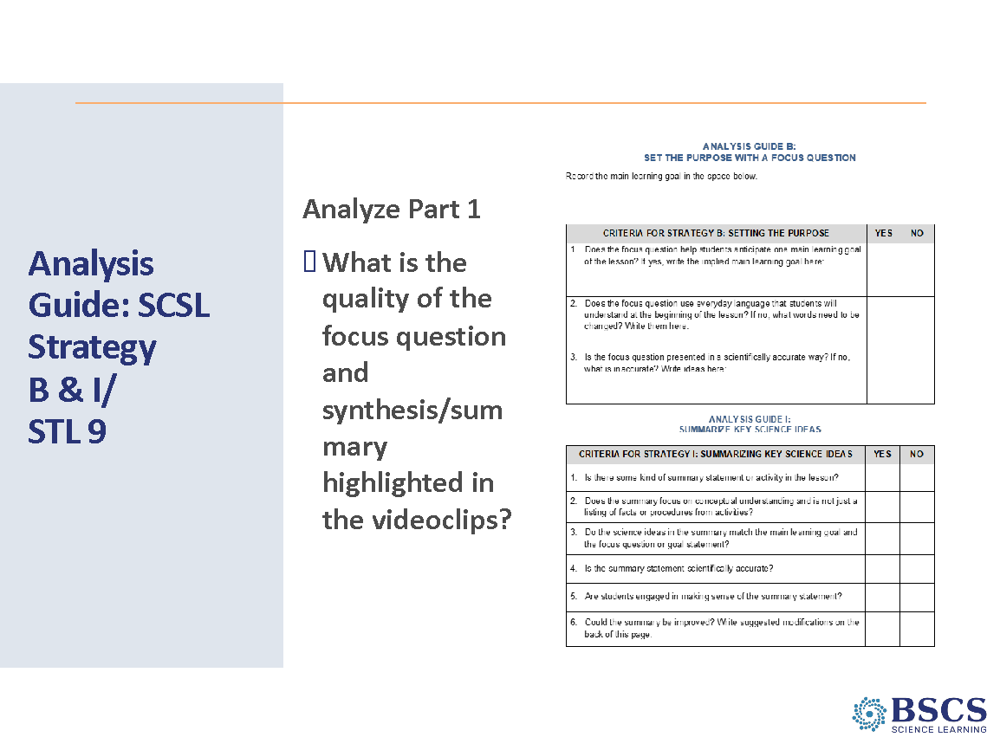 Analysis
Guide: SCSL
Strategy
B & I/
STL 9
Analyze Part 1
What is the
quality of the
focus question
and
synthesis/sum
mary
highlighted in
the videoclips?
ANALYSIS GUIDE B:
SET THE PURPOSE WITH A FOCUS QUESTION
Record the main learning goal in the space below.
CRITERIA FOR STRATEGY B: SETTING THE PURPOSE YES NO
1. Does the focus question help students anticipate one main learning goal
of the lesson? If yes, write the implied main learning goal here:
2. Does the focus question use everyday language that students will
understand at the beginning of the lesson? If no, what words need to be
changed? Write them here.
3. Is the focus question presented in a scientifically accurate way? If no,
what is inaccurate? Write ideas here:
ANALYSIS GUIDE I:
SUMMARIZE KEY SCIENCE IDEAS
CRITERIA FOR STRATEGY I: SUMMARIZING KEY SCIENCE IDEAS YES NO
1. Is there some kind of summary statement or activity in the lesson?
2. Does the summary focus on conceptual understanding and is not just a
listing of facts or procedures from activities?
3. Do the science ideas in the summary match the main learning goal and
the focus question or goal statement?
4. Is the summary statement scientifically accurate?
5. Are students engaged in making sense of the summary statement?
6. Could the summary be improved? Write suggested modifications on the
back of this page.
BSCS
SCIENCE LEARNING